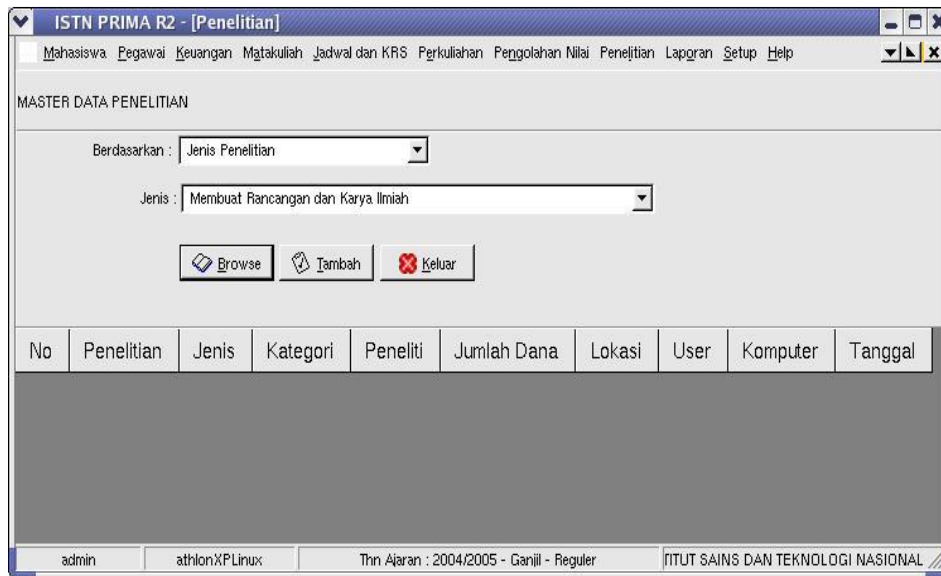 ISTN PRIMA R2 - [Penelitian]
Mahasiswa Pegawai Keuangan Matakuliah Jadwal dan KRS Perkuliahan Pengolahan Nilai Penelitian Laporan Setup Help
MASTER DATA PENELITIAN
Berdasarkan : Jenis Penelitian
Jenis : Membuat Rancangan dan Karya Ilmiah
Browse Tambah Keluar
No Penelitian Jenis Kategori Peneliti Jumlah Dana Lokasi User Komputer Tanggal
admin athlonXPLinux Thn Ajaran : 2004/2005 - Ganjil - Reguler TITUT SAINS DAN TEKNOLOGI NASIONAL